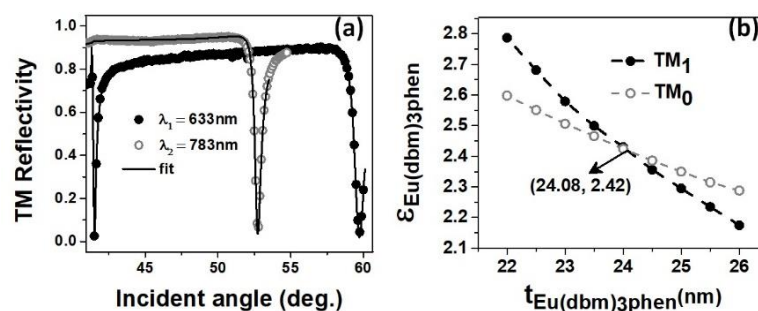 (a)
TM Reflectivity
1.0
0.8
0.6
0.4
0.2
0.0
λ₁ = 633nm
λ₂ = 783nm
fit
45 50 55 60
Incident angle (deg.)
(b)
εEu(dbm)3phen
2.8
2.7
2.6
2.5
2.4
2.3
2.2
2.1
TM₁
TM₀
(24.08, 2.42)
22 23 24 25 26
tEu(dbm)3phen(nm)